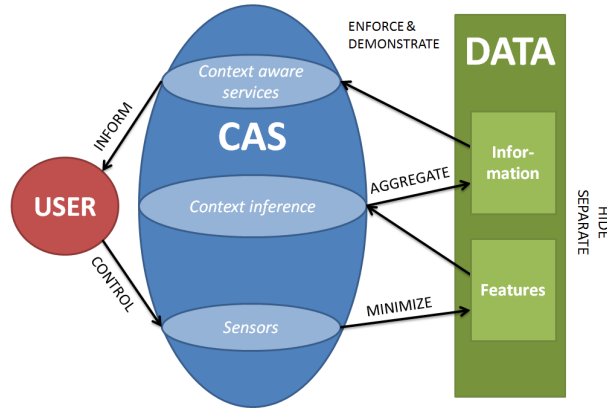 ENFORCE &
DEMONSTRATE
DATA
Context aware
services
INFORM
CAS
Infor-
mation
AGGREGATE
USER
Context inference
HIDE
SEPARATE
CONTROL
Features
MINIMIZE
Sensors